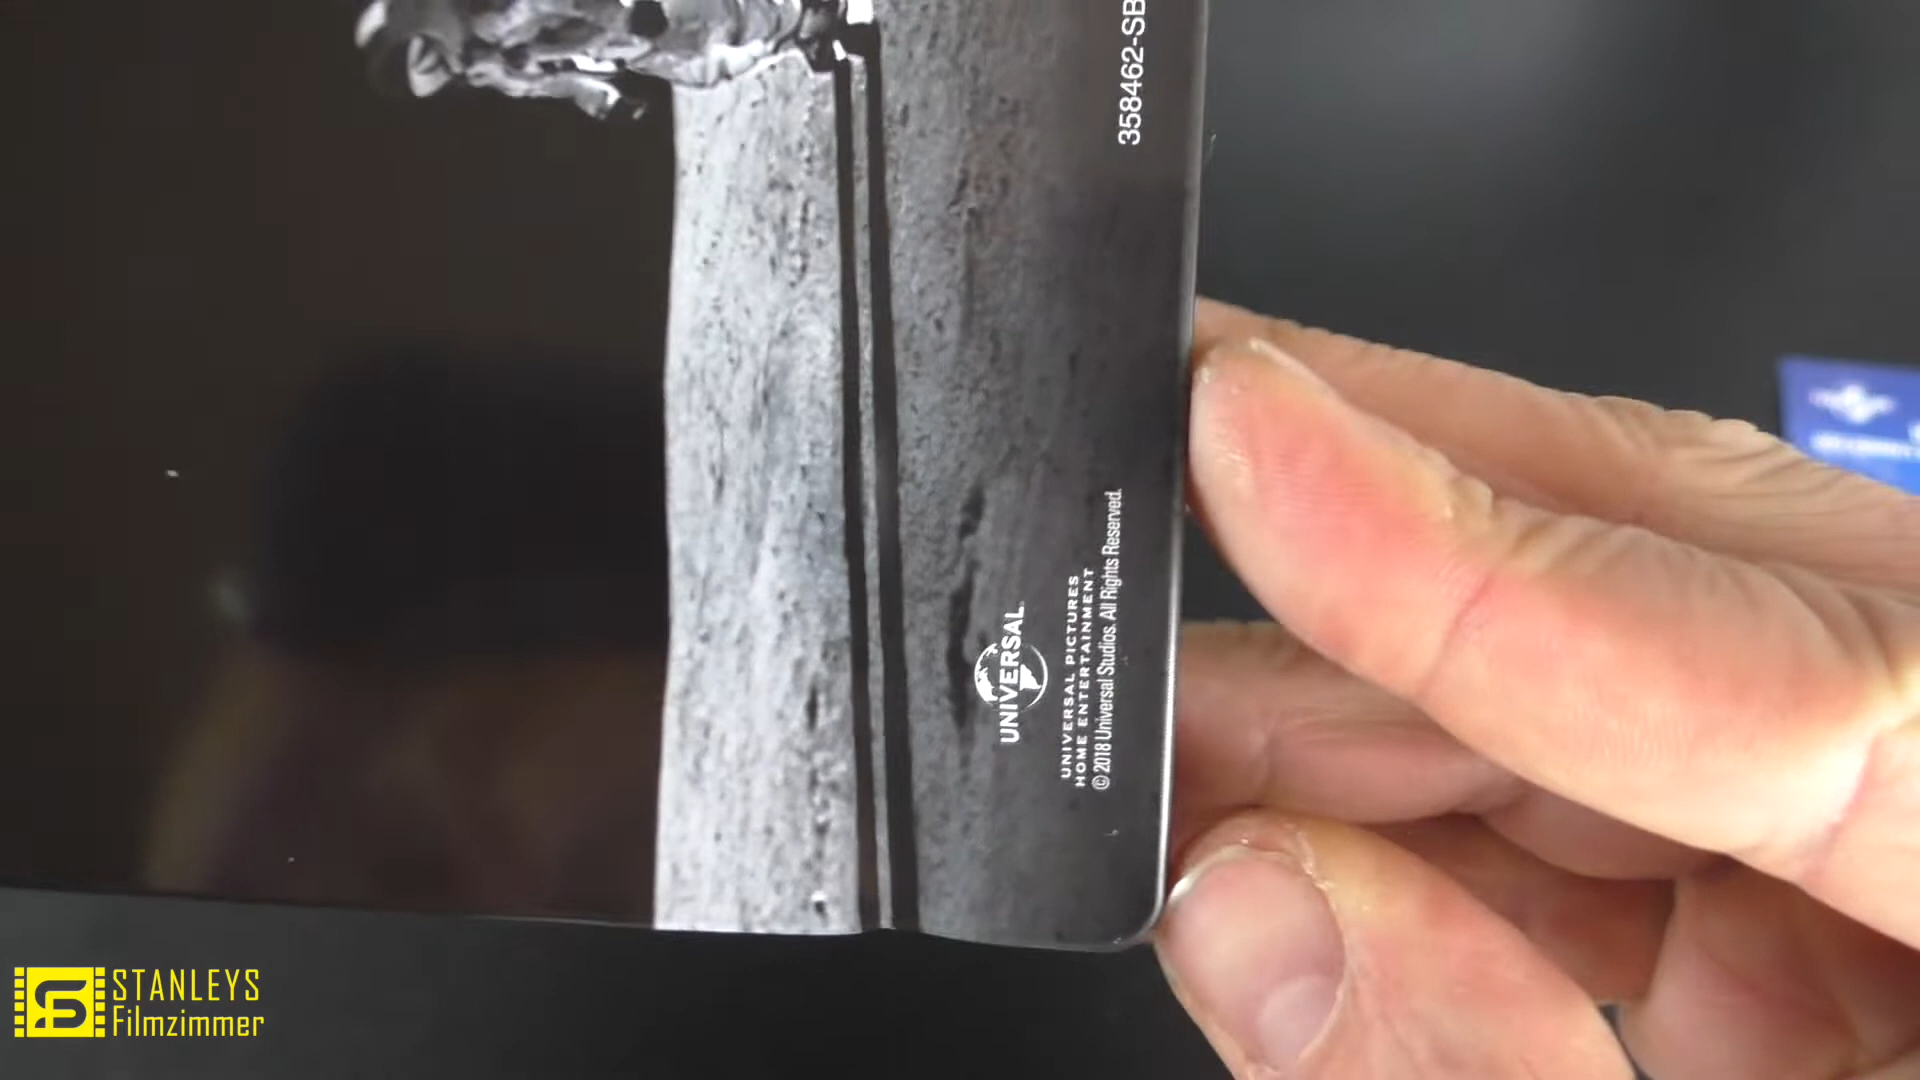 358462-SB
UNIVERSAL
UNIVERSAL PICTURES
HOME ENTERTAINMENT
© 2018 Universal Studios. All Rights Reserved.
STANLEYS
Filmzimmer